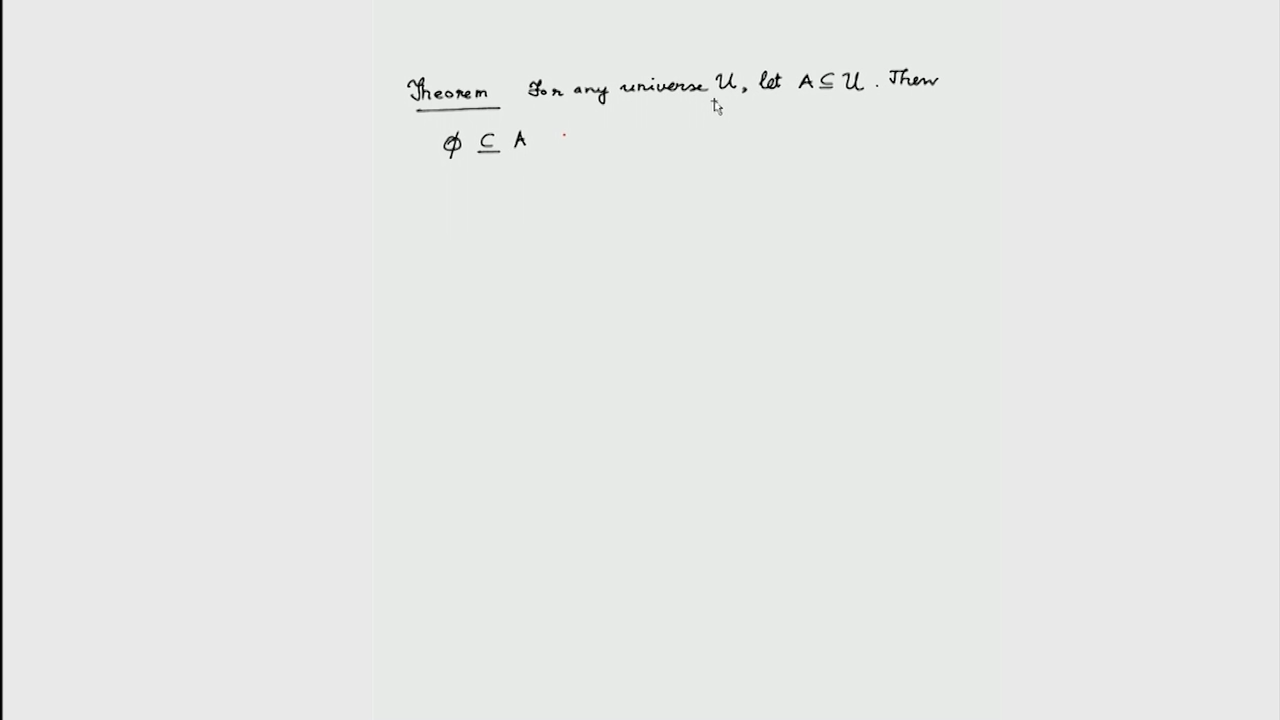 Theorem For any universe U, let A ⊆ U. Then
ϕ ⊆ A